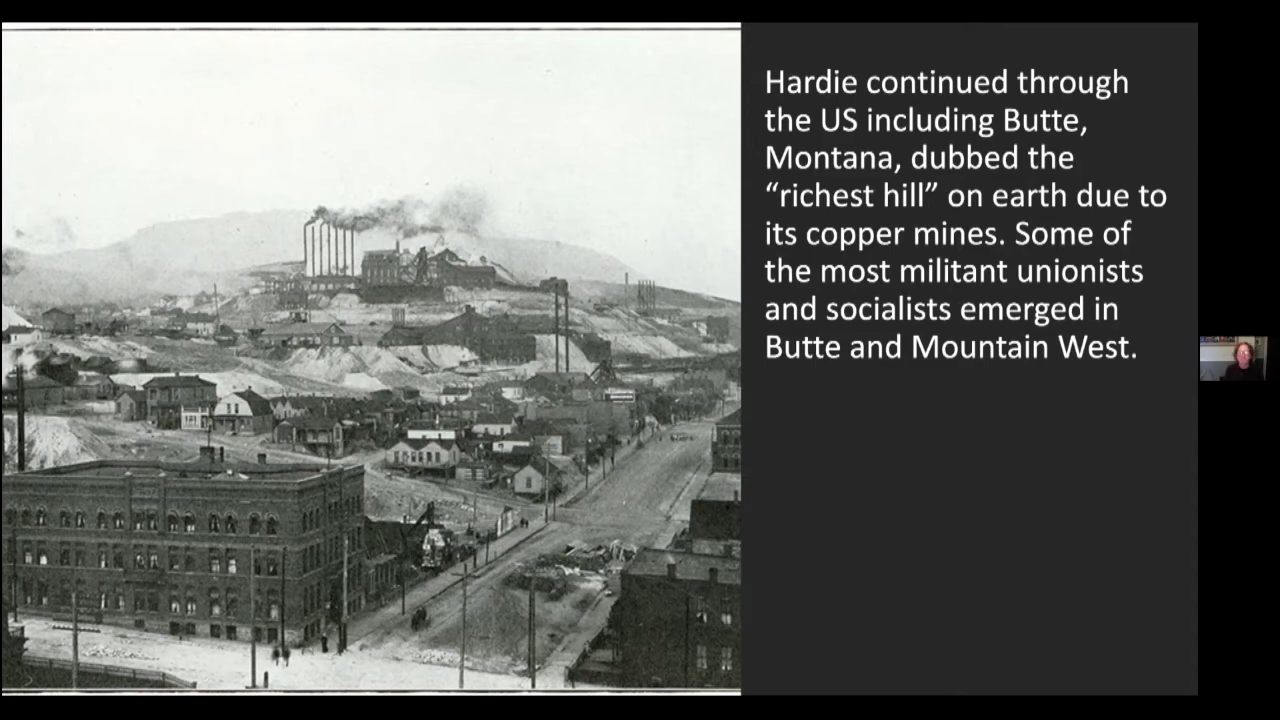 Hardie continued through
the US including Butte,
Montana, dubbed the
“richest hill” on earth due to
its copper mines. Some of
the most militant unionists
and socialists emerged in
Butte and Mountain West.